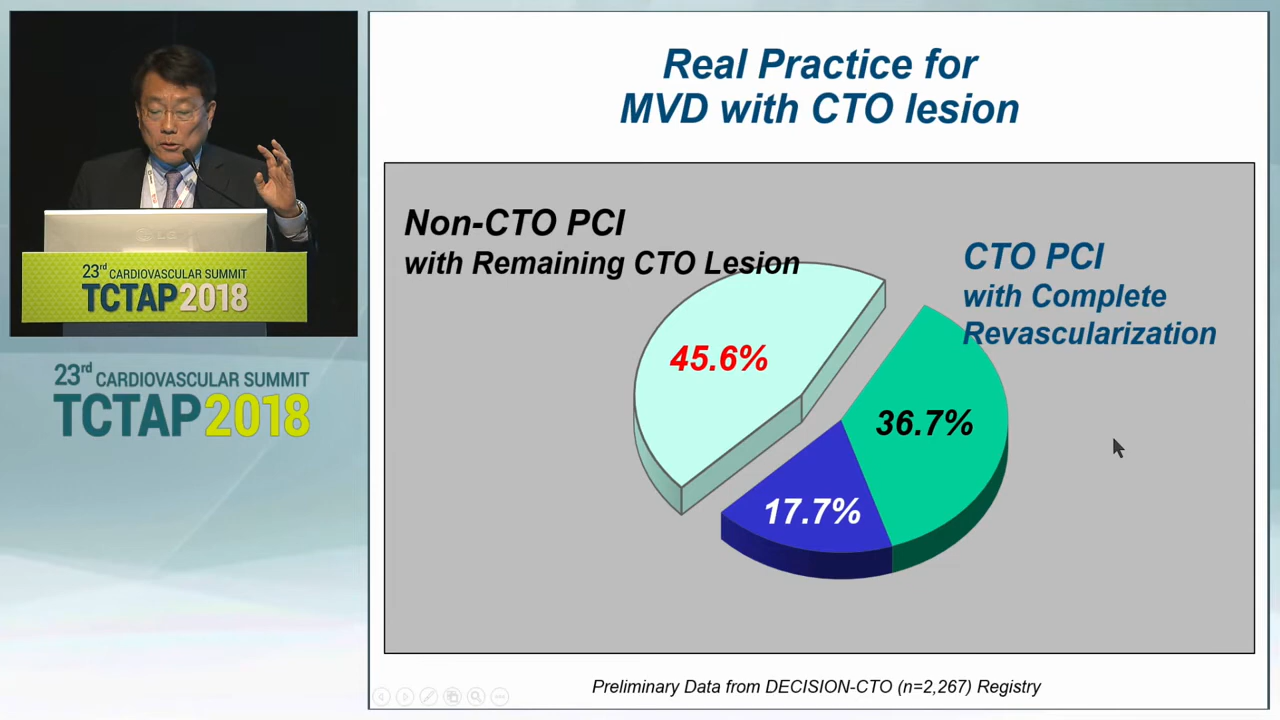 Real Practice for
MVD with CTO lesion
Non-CTO PCI
with Remaining CTO Lesion
CTO PCI
with Complete
Revascularization
45.6%
36.7%
17.7%
Preliminary Data from DECISION-CTO (n=2,267) Registry
LG
23rd CARDIOVASCULAR SUMMIT
TCTAP2018
23rd CARDIOVASCULAR SUMMIT
TCTAP2018